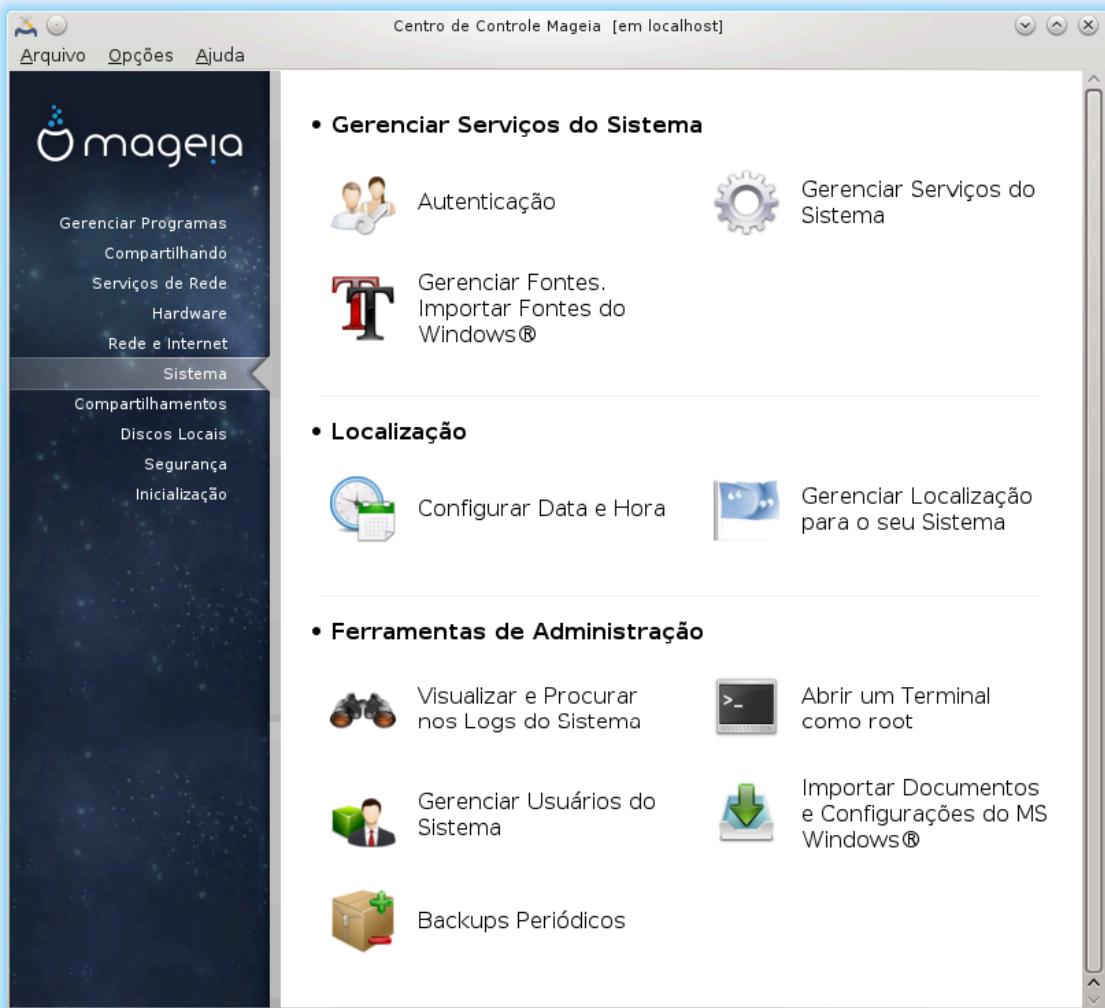 Centro de Controle Mageia [em localhost]
Arquivo Opções Ajuda
mageia
Gerenciar Programas
Compartilhando
Serviços de Rede
Hardware
Rede e Internet
Sistema
Compartilhamentos
Discos Locais
Segurança
Inicialização
• Gerenciar Serviços do Sistema
Autenticação
Gerenciar Serviços do
Sistema
Gerenciar Fontes.
Importar Fontes do
Windows®
• Localização
Configurar Data e Hora
Gerenciar Localização
para o seu Sistema
• Ferramentas de Administração
Visualizar e Procurar
nos Logs do Sistema
>_
Abrir um Terminal
como root
Gerenciar Usuários do
Sistema
Importar Documentos
e Configurações do MS
Windows®
Backups Periódicos